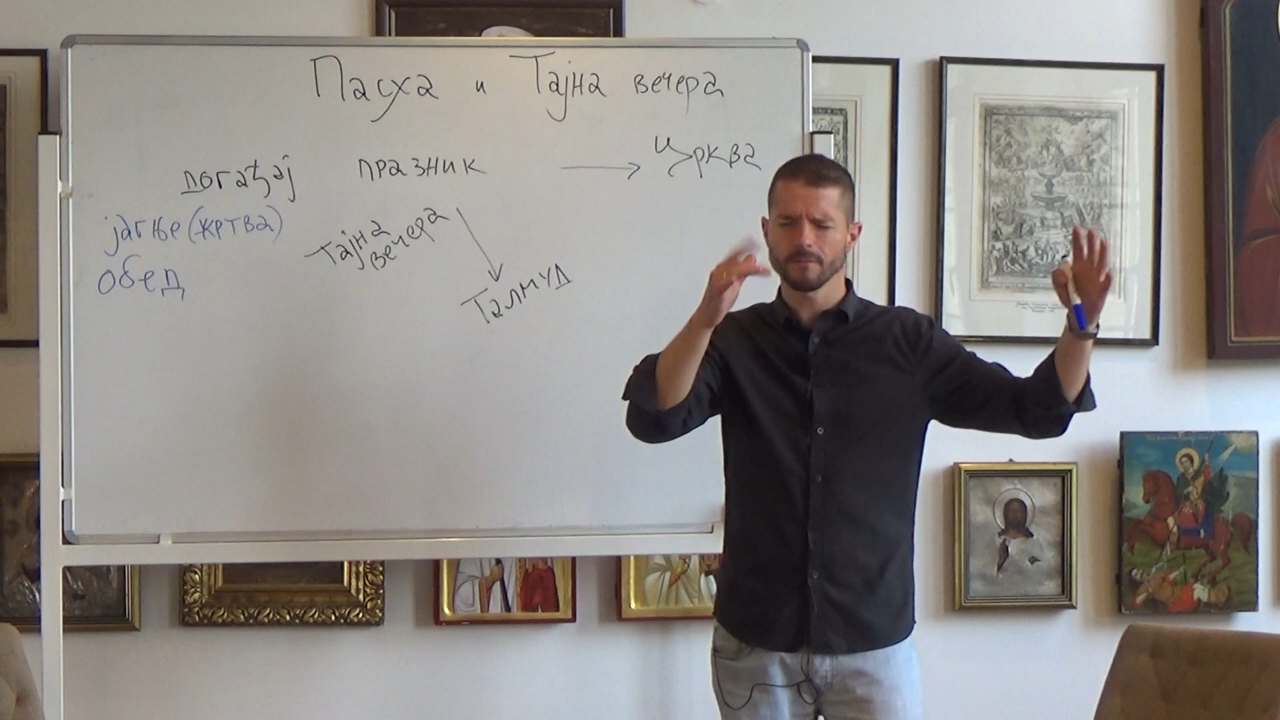 Пасха и Тајна вечера
догађај празник → Црква
јагње (жртва)
обед
Тајна
вечера
Талмуд